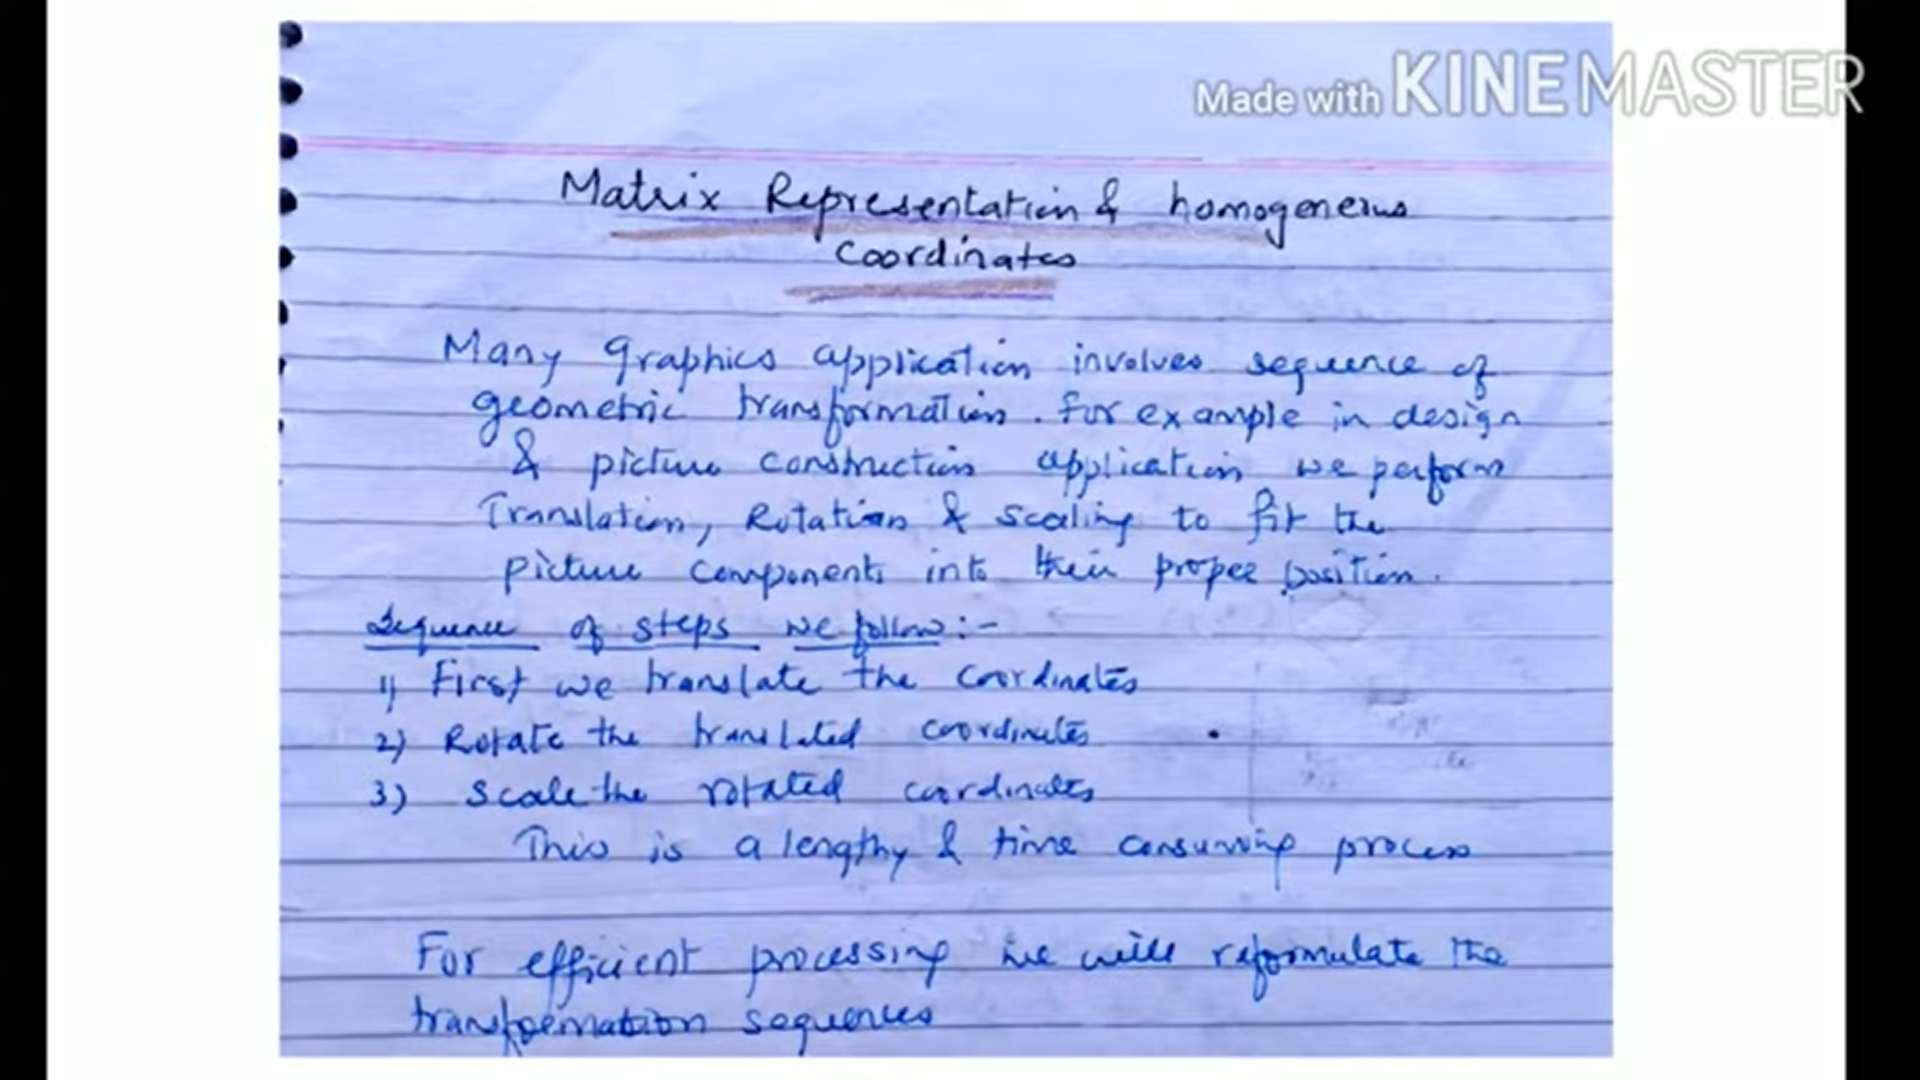 Made with KINEMASTER
Matrix Representation & homogeneous
Coordinates
Many graphics application involves sequence of
geometric transformation. For example in design
& picture construction application we perform
Translation, Rotation & Scaling to fit the
picture components into their proper position.
Sequence of steps we follow:-
1) First we translate the coordinates
2) Rotate the translated coordinates
3) Scale the rotated coordinates
This is a lengthy & time consuming process
For efficient processing we will reformulate the
transformation sequences